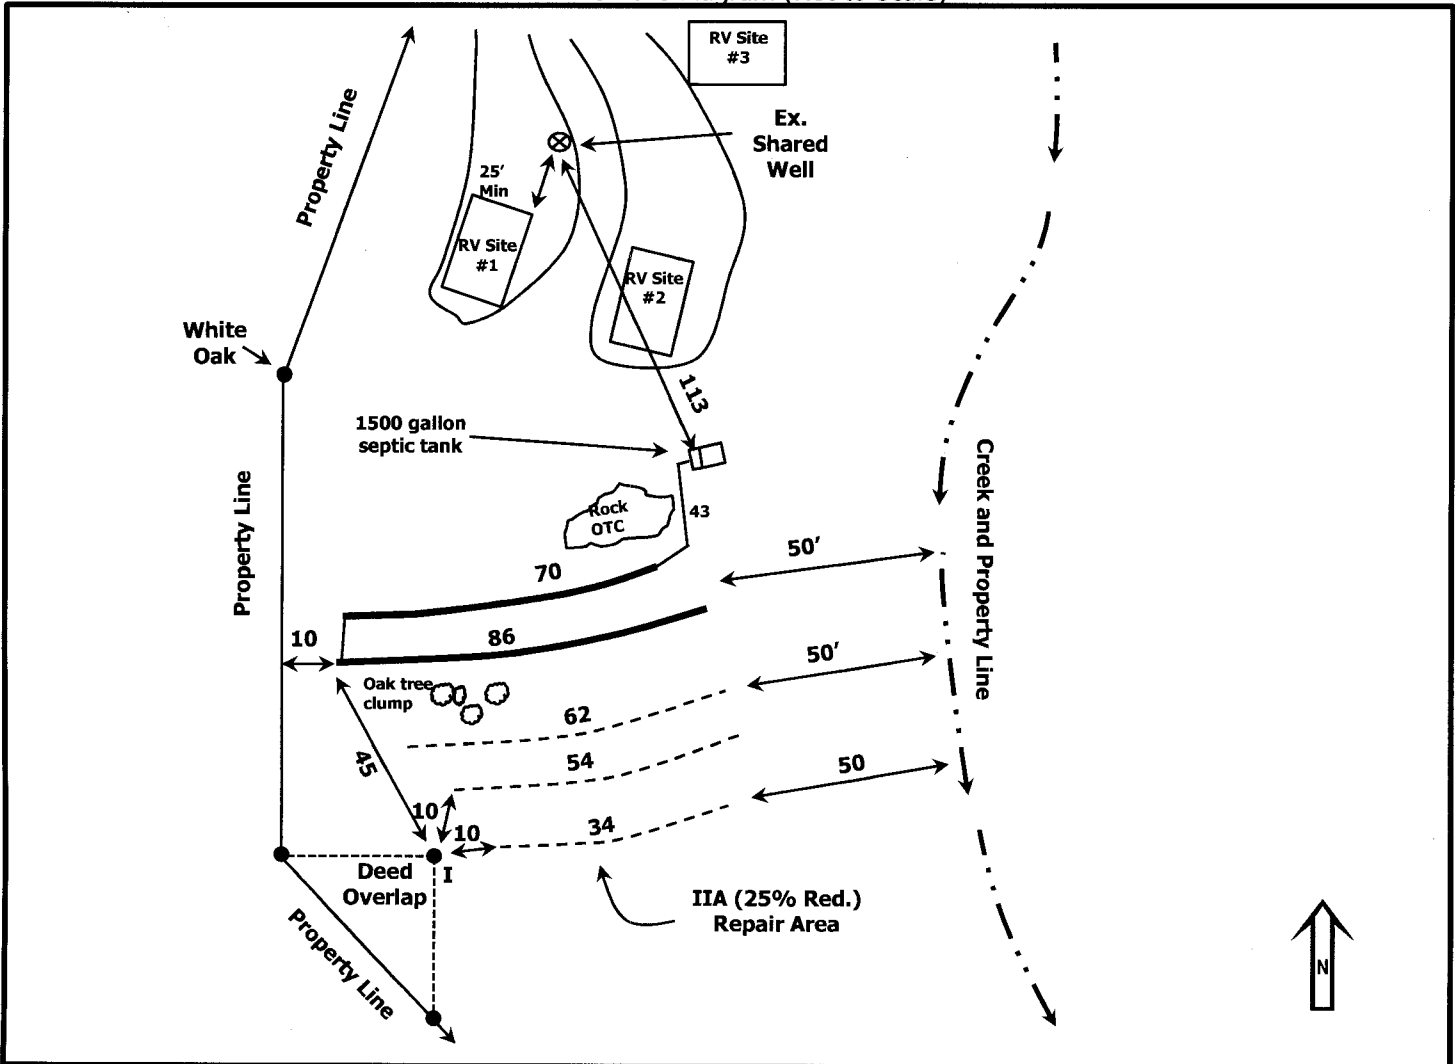 RV Site
#3
Ex.
Shared
Well
Property Line
25'
Min
RV Site
#1
RV Site
#2
White
Oak
113
1500 gallon
septic tank
Rock
OTC
43
Property Line
Creek and Property Line
50'
70
10
86
50'
Oak tree
clump
62
45
54
50
10
10
34
Deed
Overlap
I
IIA (25% Red.)
Repair Area
Property Line
N